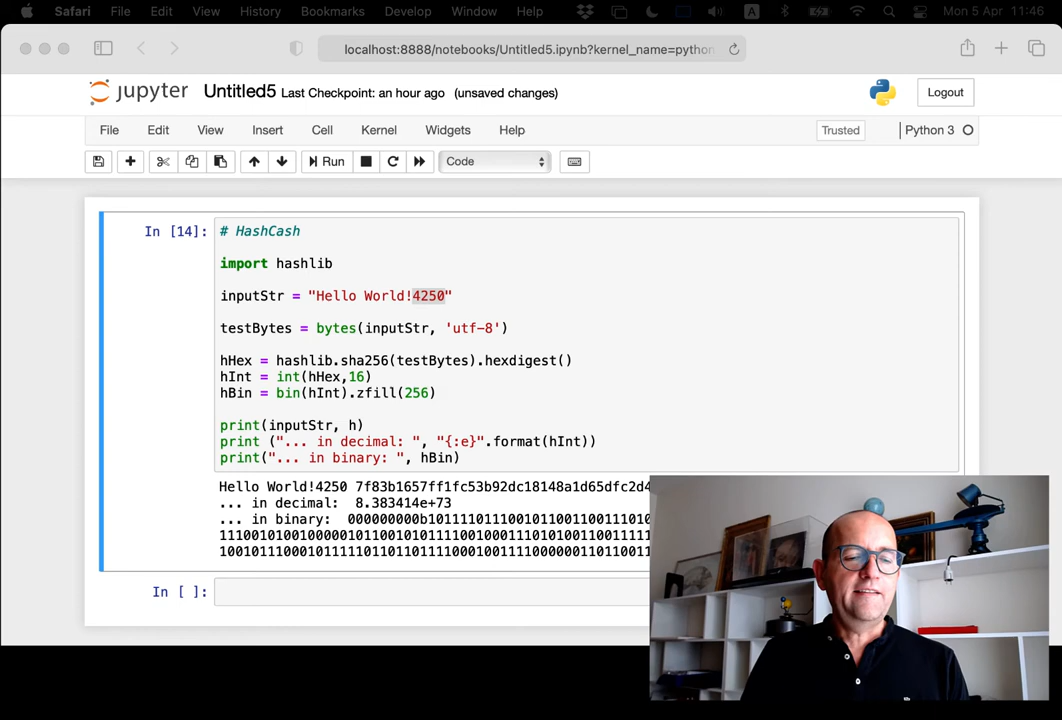 Safari File Edit View History Bookmarks Develop Window Help A Mon 5 Apr 11:46
localhost:8888/notebooks/Untitled5.ipynb?kernel_name=python
jupyter Untitled5 Last Checkpoint: an hour ago (unsaved changes) Logout
File Edit View Insert Cell Kernel Widgets Help Trusted Python 3
Run Code
In [14]: # HashCash
import hashlib
inputStr = "Hello World!4250"
testBytes = bytes(inputStr, 'utf-8')
hHex = hashlib.sha256(testBytes).hexdigest()
hInt = int(hHex,16)
hBin = bin(hInt).zfill(256)
print(inputStr, h)
print ("... in decimal: ", "{:e}".format(hInt))
print("... in binary: ", hBin)
Hello World!4250 7f83b1657ff1fc53b92dc18148a1d65dfc2d4
... in decimal: 8.383414e+73
... in binary:
In [ ]: